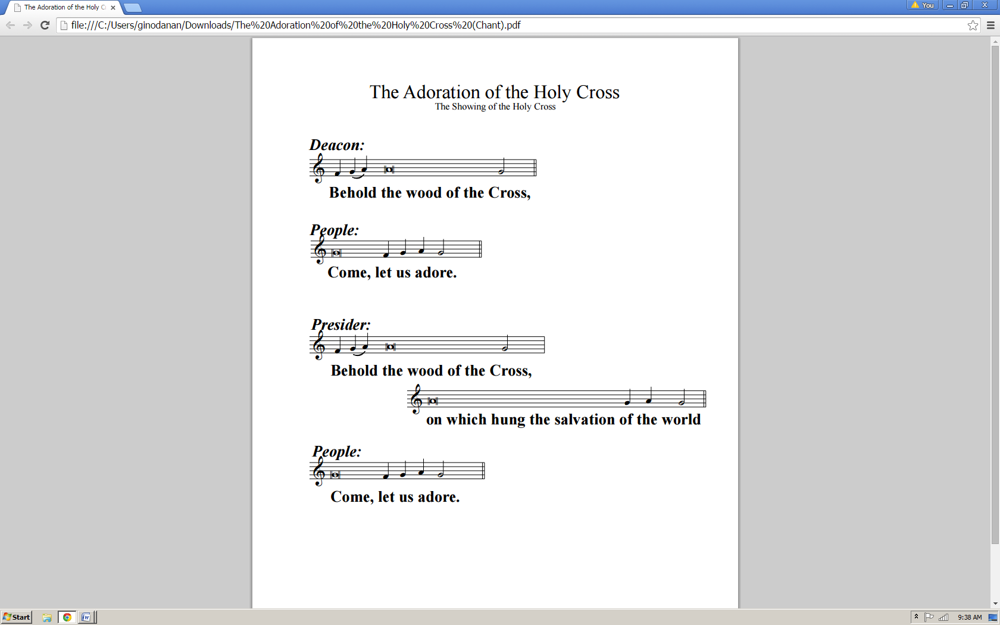 The Adoration of the Holy C
You
file:///C:/Users/ginodanan/Downloads/The%20Adoration%20of%20the%20Holy%20Cross%20(Chant).pdf
The Adoration of the Holy Cross
The Showing of the Holy Cross
Deacon:
Behold the wood of the Cross,
People:
Come, let us adore.
Presider:
Behold the wood of the Cross,
on which hung the salvation of the world
People:
Come, let us adore.
Start
9:38 AM